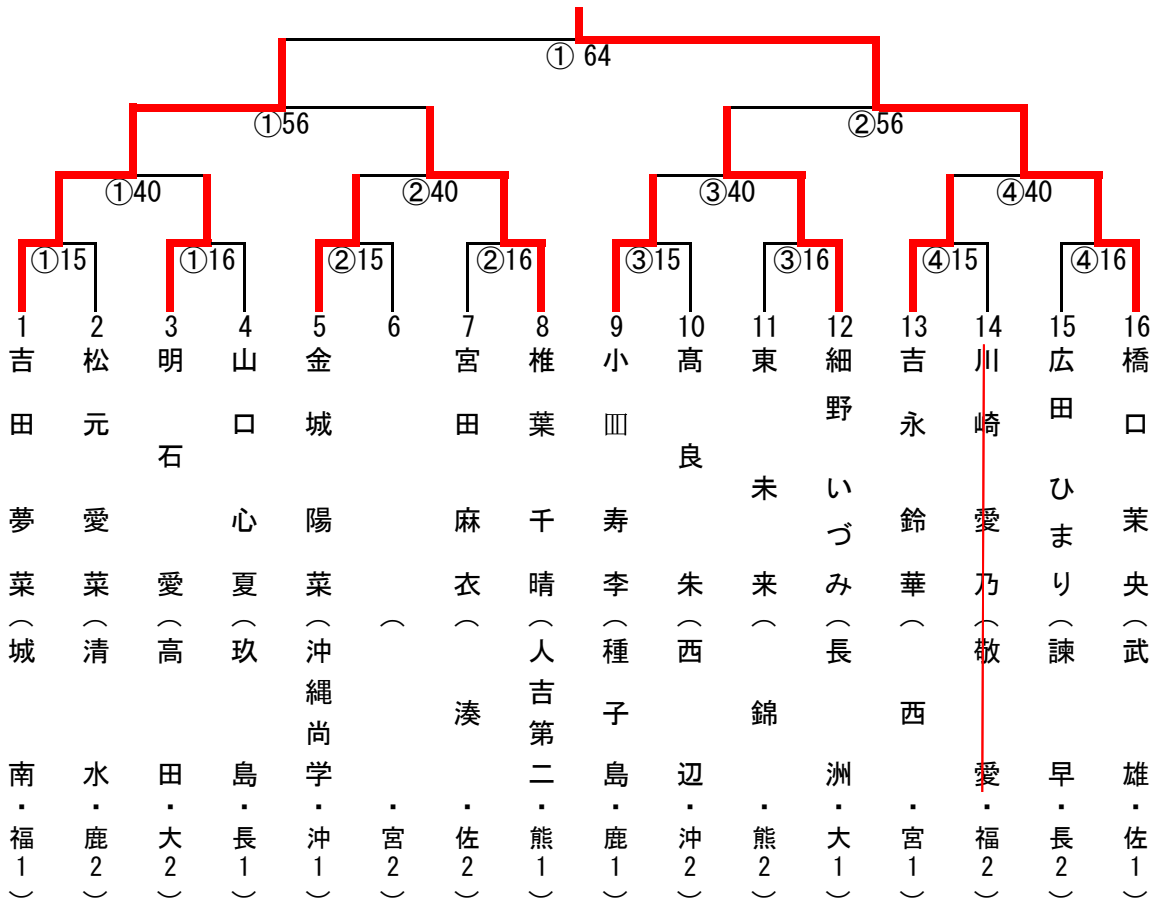 ① 64
①56
②56
①40
②40
③40
④40
①15
①16
②15
②16
③15
③16
④15
④16
1
2
3
4
5
6
7
8
9
10
11
12
13
14
15
16
吉田夢菜（城南・福1）
松元愛菜（清水・鹿2）
明石愛（高田・大2）
山口心夏（玖島・長1）
金城陽菜（沖縄尚学・沖1）
（・宮2）
宮田麻衣（湊・佐2）
椎葉千晴（人吉第二・熊1）
小皿寿李（種子島・鹿1）
髙良朱（西辺・沖2）
東未来（錦・熊2）
細野いづみ（長洲・大1）
吉永鈴華（西・宮1）
川崎愛乃（敬愛・福2）
広田ひまり（諫早・長2）
橋口茉央（武雄・佐1）